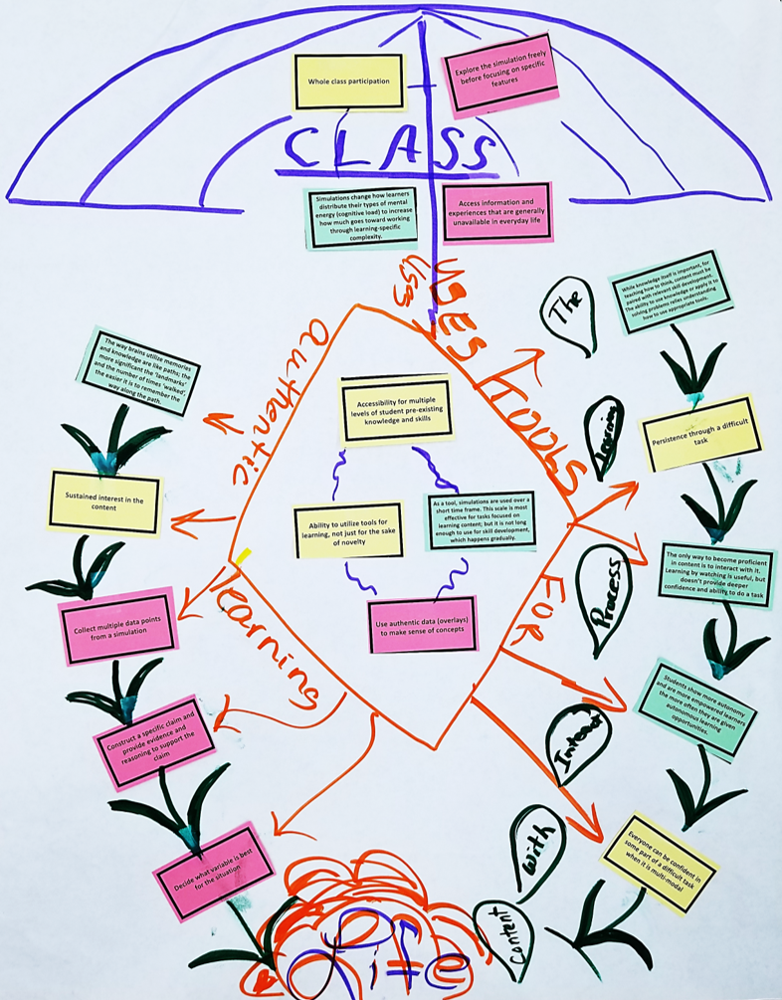 Whole class participation
Explore the simulation freely
before focusing on specific
features
CLASS
Simulations change how learners
distribute their types of mental
energy (cognitive load) to increase
how much goes toward working
through learning-specific
complexity.
Access information and
experiences that are generally
unavailable in everyday life
USES
Uses
TOOLS
FOR
authentic
learning
The
learning
Process
Interest
with
content
While knowledge itself is important, for
teaching how to think, content must be
paired with relevant skill development.
The ability to use knowledge or apply it to
solving problems relies understanding
how to use appropriate tools.
Persistence through a difficult
task
The only way to become proficient
in content is to interact with it.
Learning by watching is useful, but
doesn't provide deeper
confidence and ability to do a task
Students show more autonomy
and are more empowered learners
the more often they are given
autonomous learning
opportunities.
Everyone can be confident in
some part of a difficult task
when it is multi-modal
The way brains utilize memories
and knowledge are like paths; the
more significant the 'landmarks'
and the number of times 'walked',
the easier it is to remember the
way along the path.
Sustained interest in the
content
Collect multiple data points
from a simulation
Construct a specific claim and
provide evidence and
reasoning to support the
claim
Decide what variable is best
for the situation
Accessibility for multiple
levels of student pre-existing
knowledge and skills
Ability to utilize tools for
learning, not just for the sake
of novelty
As a tool, simulations are used over a
short time frame. This scale is most
effective for tasks focused on
learning content; but it is not long
enough to use for skill development,
which happens gradually.
Use authentic data (overlays)
to make sense of concepts
Life